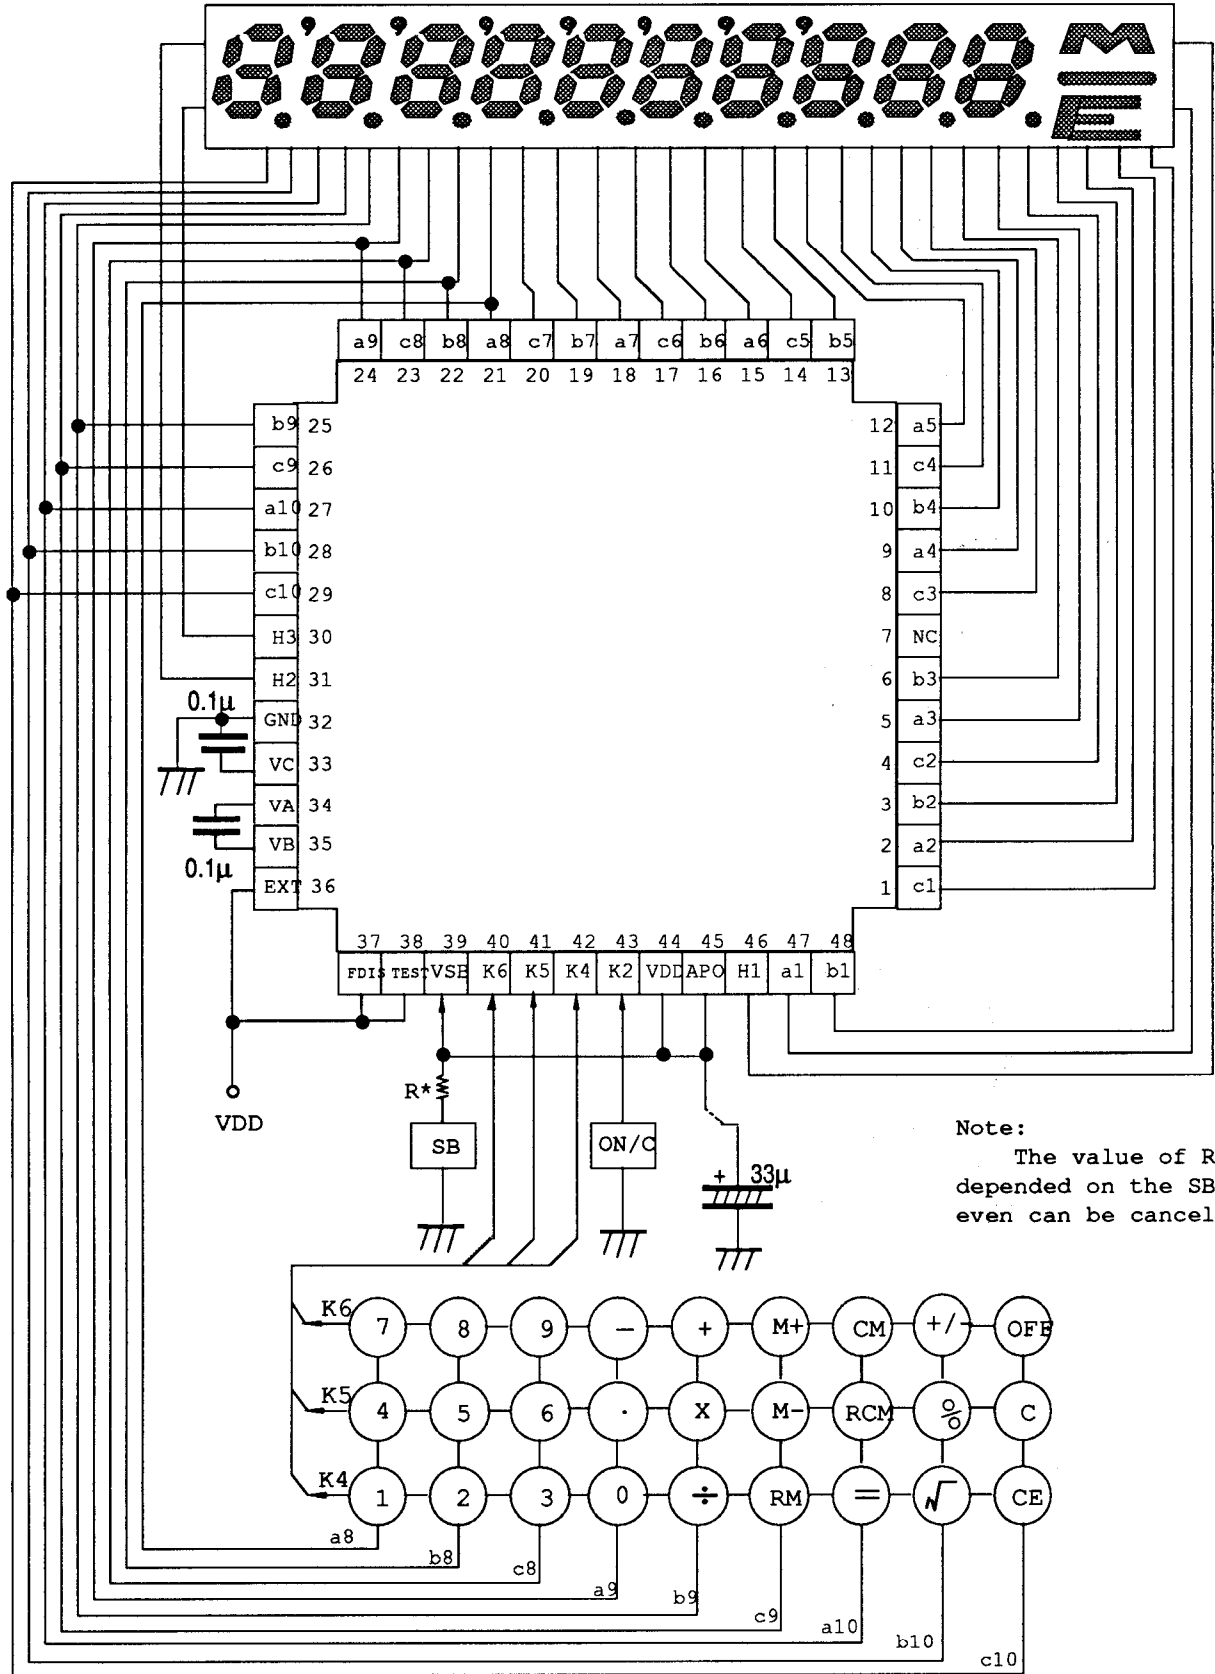 M
E
a9 c8 b8 a8 c7 b7 a7 c6 b6 a6 c5 b5
24 23 22 21 20 19 18 17 16 15 14 13
b9 25
c9 26
a10 27
b10 28
c10 29
H3 30
H2 31
0.1μ
GND 32
VC 33
VA 34
VB 35
0.1μ
EXT 36
12 a5
11 c4
10 b4
9 a4
8 c3
7 NC
6 b3
5 a3
4 c2
3 b2
2 a2
1 c1
37 38 39 40 41 42 43 44 45 46 47 48
FDIS TEST VSB K6 K5 K4 K2 VDD APO H1 a1 b1
VDD
R*
SB
ON/C
+ 33μ
Note:
The value of R
depended on the SB
even can be cancel
K6 7 8 9 − + M+ CM +/- OFF
K5 4 5 6 · X M- RCM % C
K4 1 2 3 0 ÷ RM = √ CE
a8 b8 c8 a9 b9 c9 a10 b10 c10